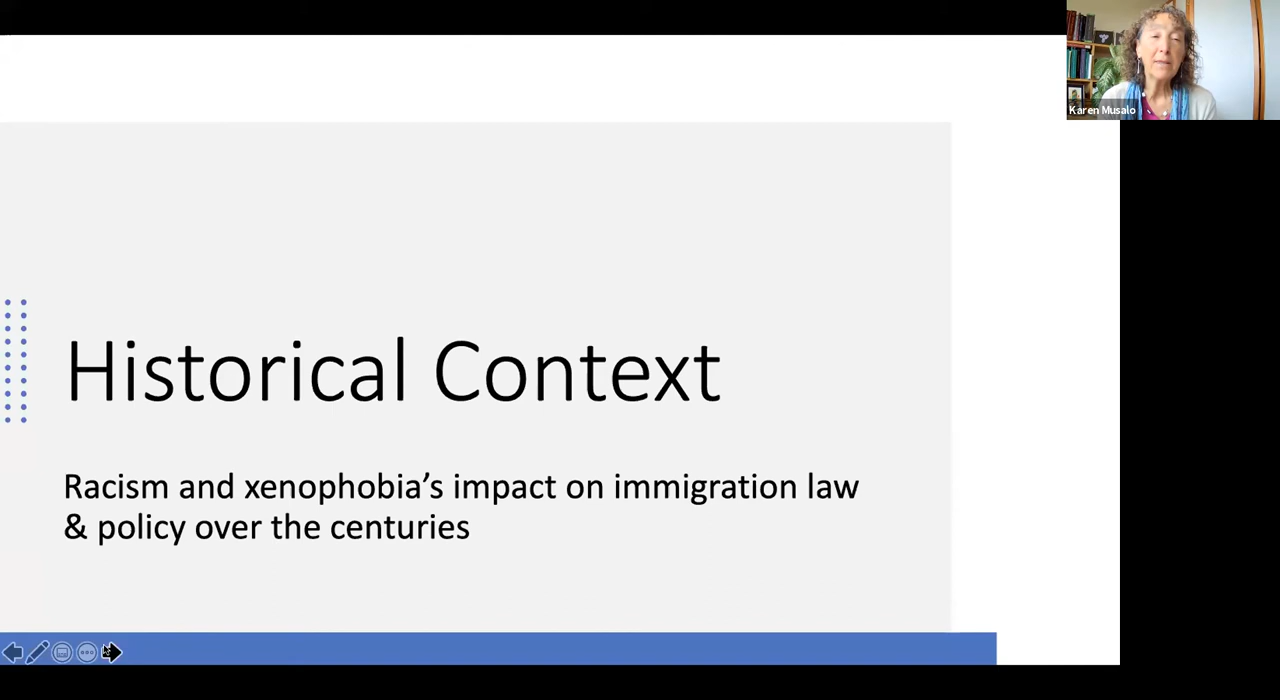 Karen Musalo
Historical Context
Racism and xenophobia’s impact on immigration law
& policy over the centuries